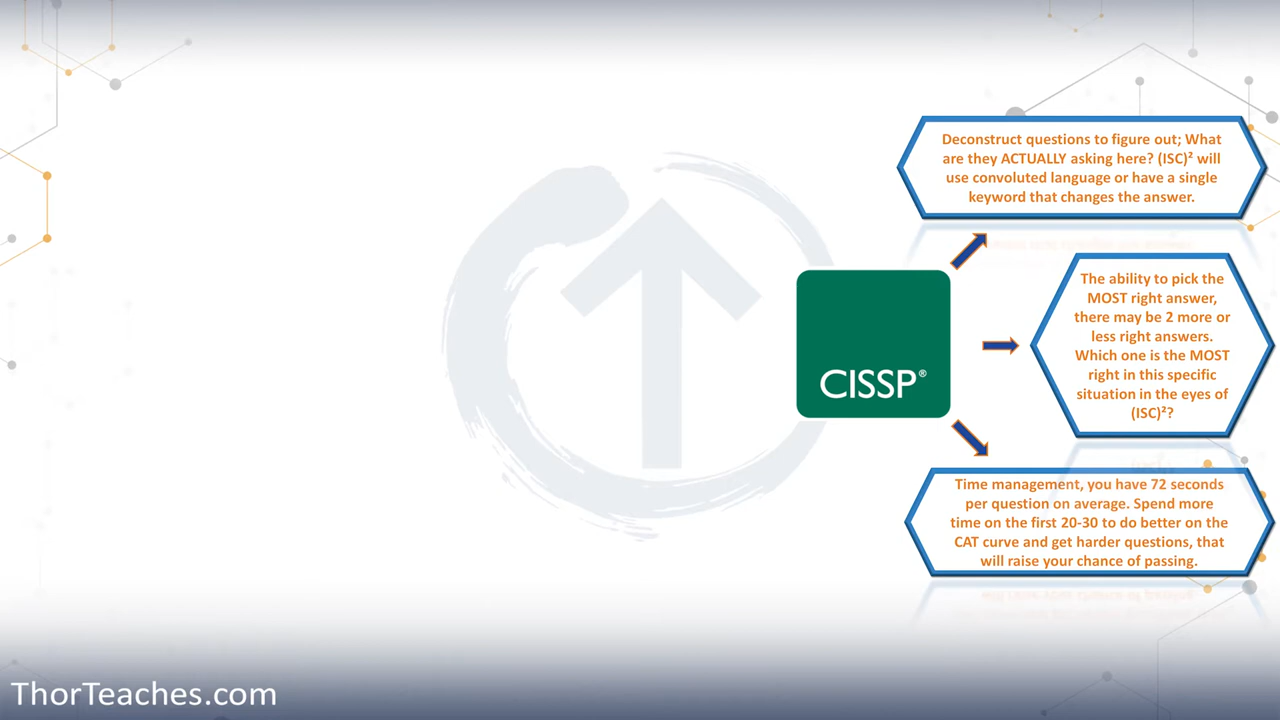 Deconstruct questions to figure out; What
are they ACTUALLY asking here? (ISC)² will
use convoluted language or have a single
keyword that changes the answer.
The ability to pick the
MOST right answer,
there may be 2 more or
less right answers.
Which one is the MOST
right in this specific
situation in the eyes of
(ISC)²?
CISSP®
Time management, you have 72 seconds
per question on average. Spend more
time on the first 20-30 to do better on the
CAT curve and get harder questions, that
will raise your chance of passing.
ThorTeaches.com